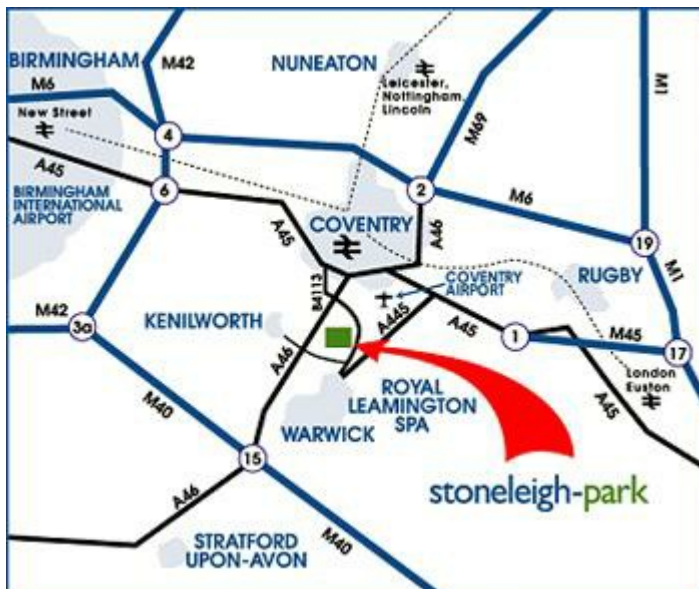 BIRMINGHAM
M42
NUNEATON
M6
New Street
Leicester,
Nottingham,
Lincoln
M69
M1
4
A45
6
2
M6
BIRMINGHAM
INTERNATIONAL
AIRPORT
A45
COVENTRY
A46
19
COVENTRY
AIRPORT
RUGBY
M1
B4113
M42
3a
KENILWORTH
A445
A45
1
M45
17
A46
London
Euston
M40
ROYAL
LEAMINGTON
SPA
A45
WARWICK
15
stoneleigh-park
A46
M40
STRATFORD
UPON-AVON